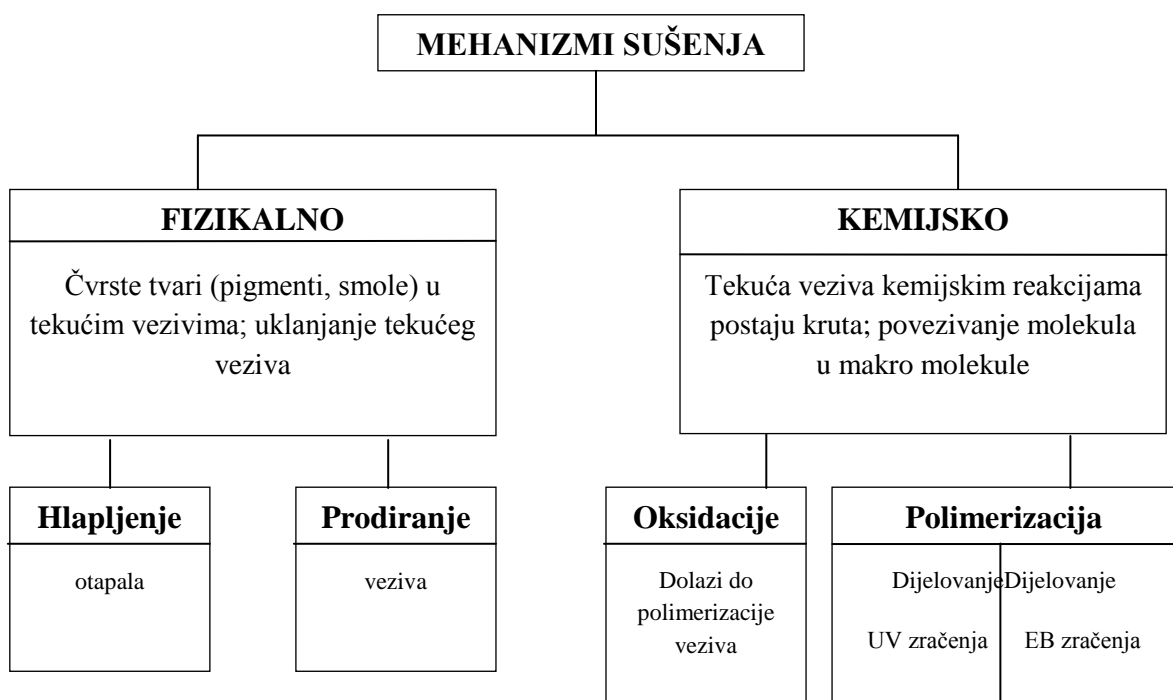 MEHANIZMI SUŠENJA
FIZIKALNO
Čvrste tvari (pigmenti, smole) u
tekućim vezivima; uklanjanje tekućeg
veziva
KEMIJSKO
Tekuća veziva kemijskim reakcijama
postaju kruta; povezivanje molekula
u makro molekule
Hlapljenje
otapala
Prodiranje
veziva
Oksidacije
Dolazi do
polimerizacije
veziva
Polimerizacija
Dijelovanje
UV zračenja
Dijelovanje
EB zračenja